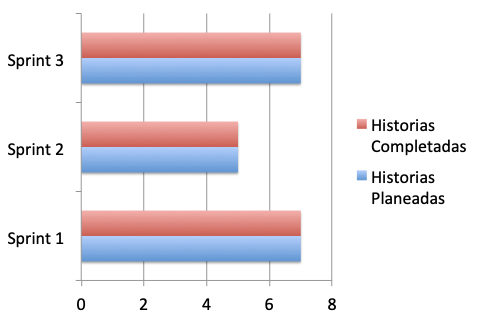 Sprint 3
Sprint 2
Sprint 1
0 2 4 6 8
Historias
Completadas
Historias
Planeadas